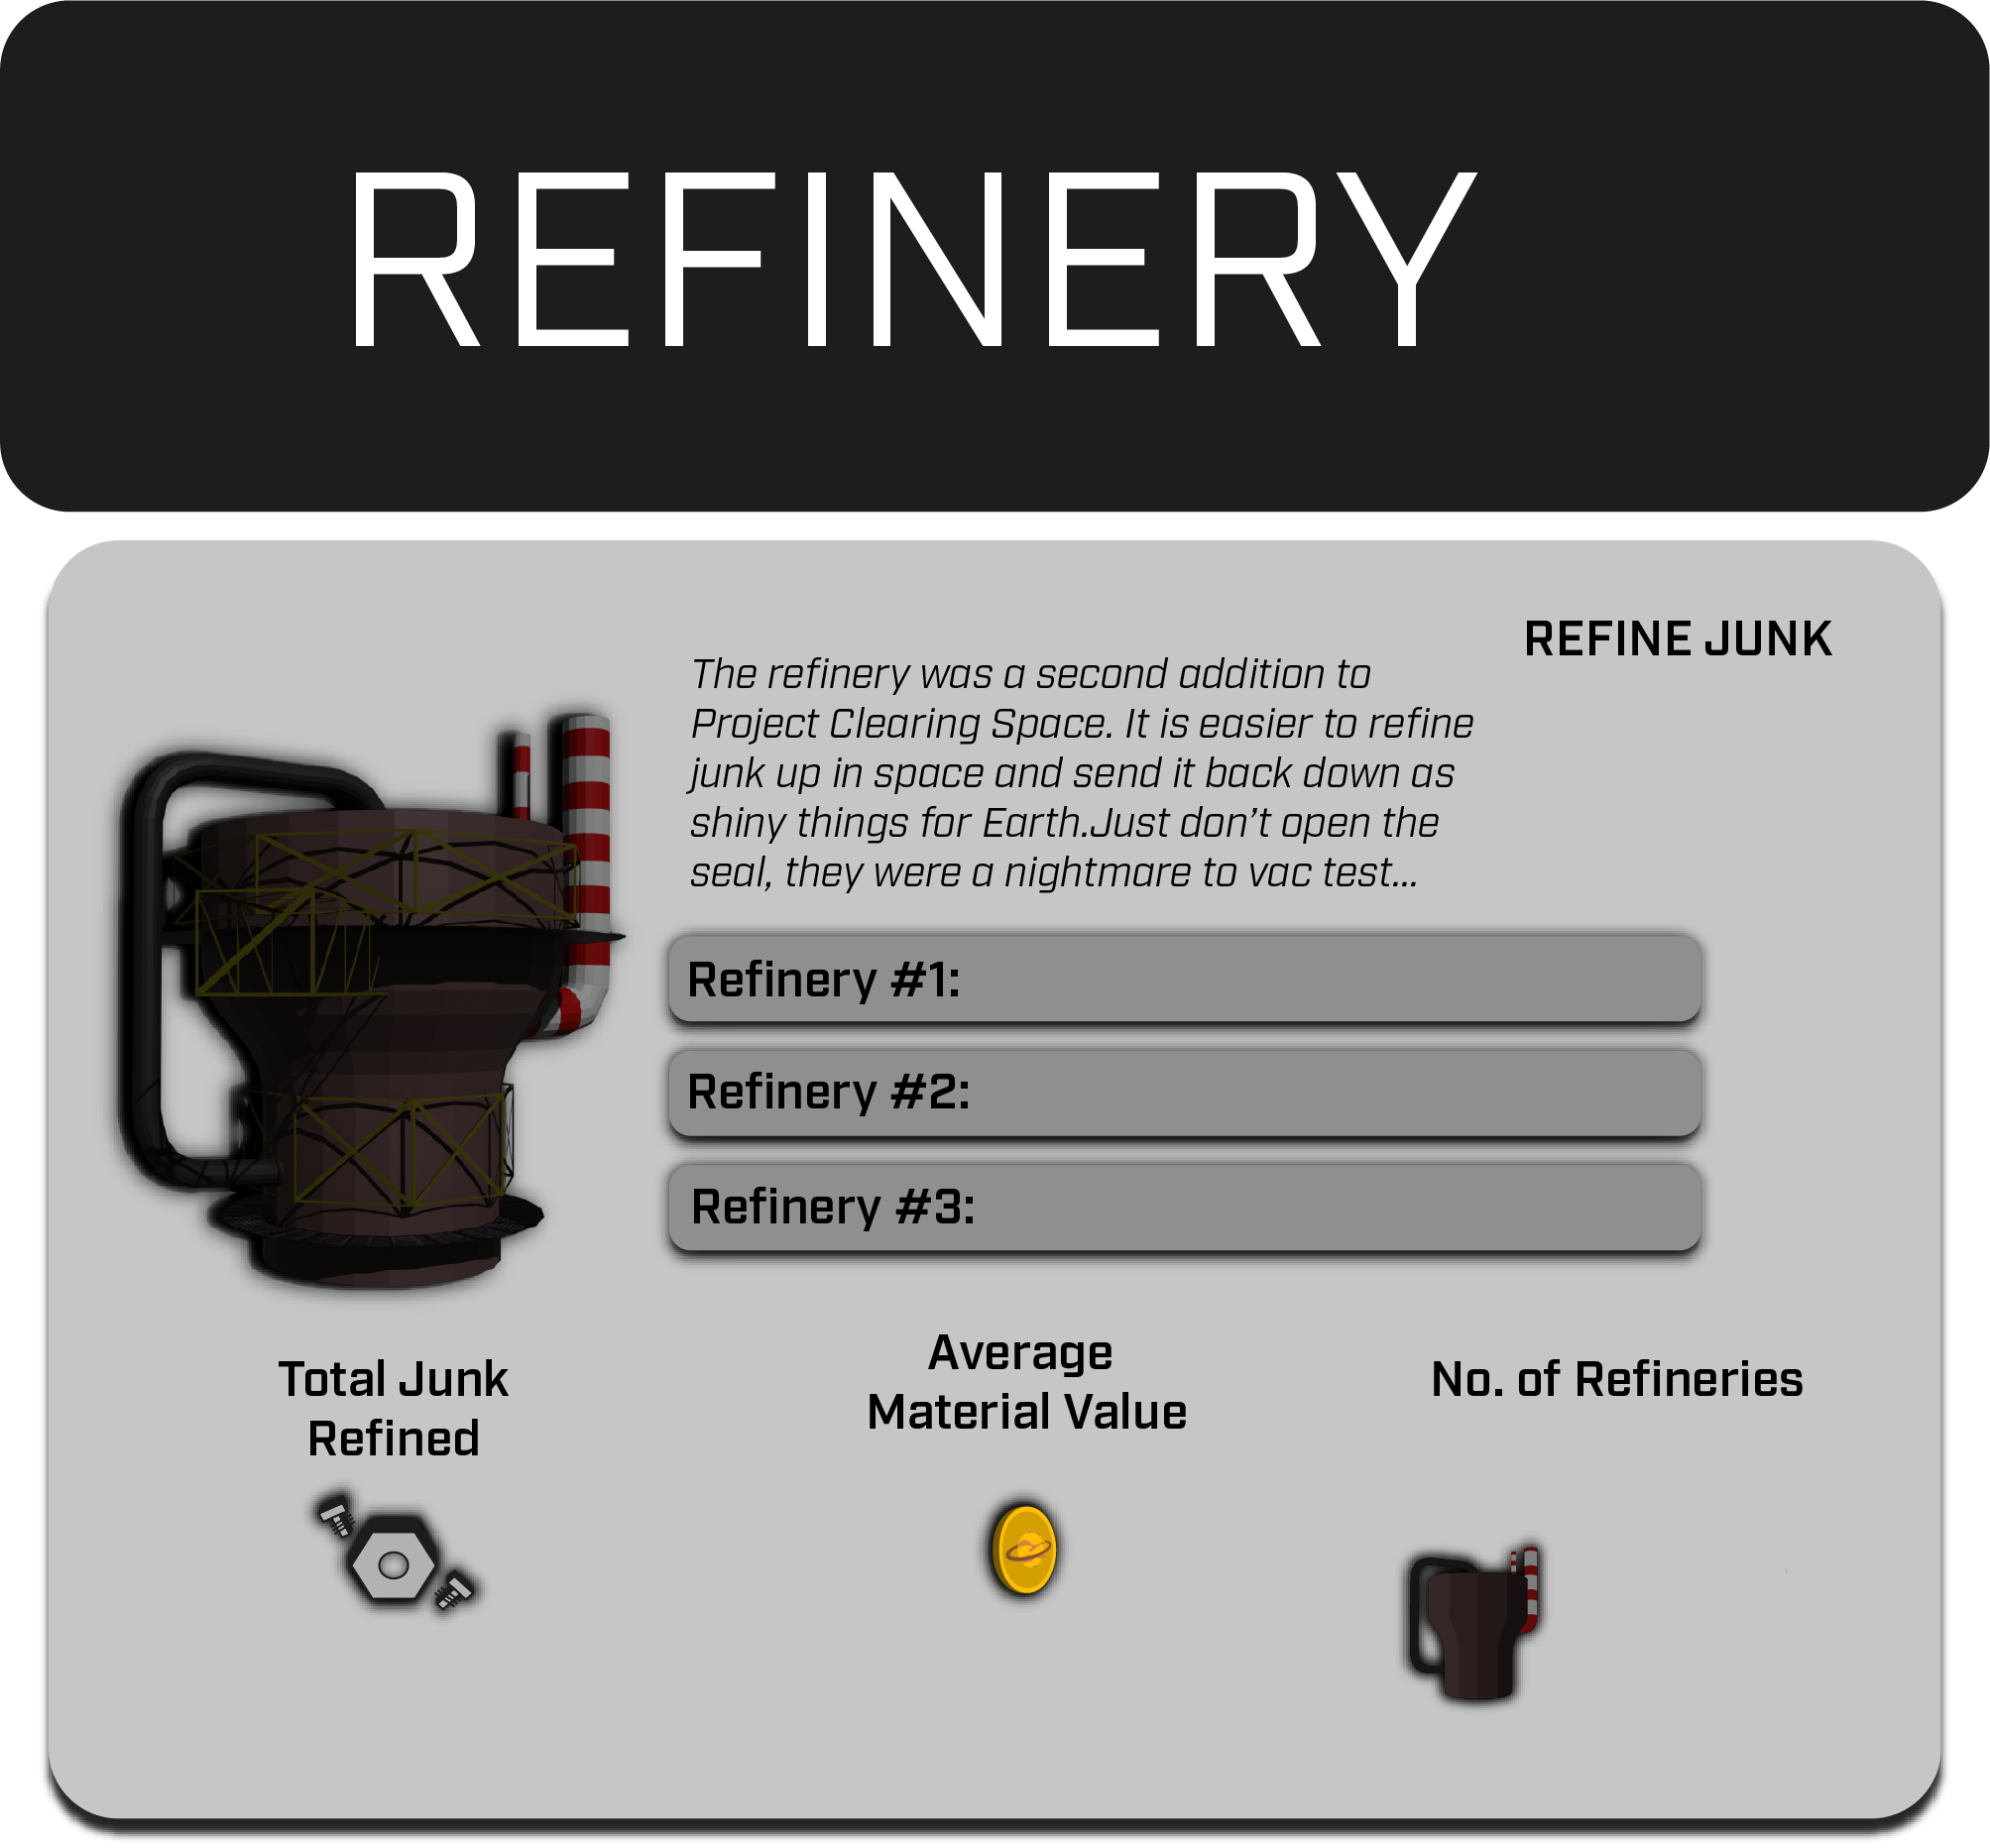 REFINERY
REFINE JUNK
The refinery was a second addition to
Project Clearing Space. It is easier to refine
junk up in space and send it back down as
shiny things for Earth.Just don’t open the
seal, they were a nightmare to vac test...
Refinery #1:
Refinery #2:
Refinery #3:
Total Junk
Refined
Average
Material Value
No. of Refineries